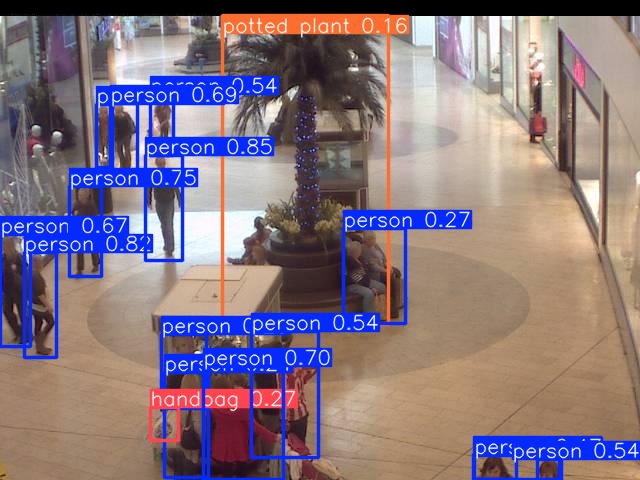 potted plant 0.16
person 0.54
person 0.69
person 0.85
person 0.75
person 0.67
person 0.82
person 0.27
person 0.54
person 0.70
handbag 0.27
person 0.54